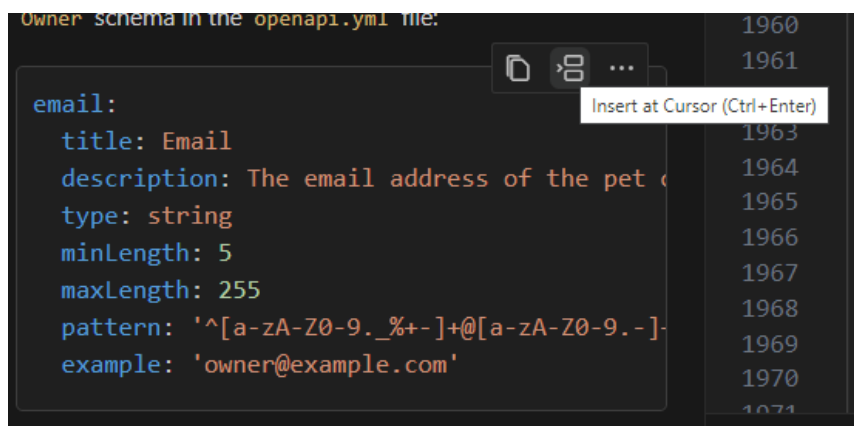 Owner schema in the openapi.yml file:
Insert at Cursor (Ctrl+Enter)
email:
title: Email
description: The email address of the pet
type: string
minLength: 5
maxLength: 255
pattern: '^[a-zA-Z0-9._%+-]+@[a-zA-Z0-9.-]+
example: 'owner@example.com'
1960
1961
1963
1964
1965
1966
1967
1968
1969
1970
1971